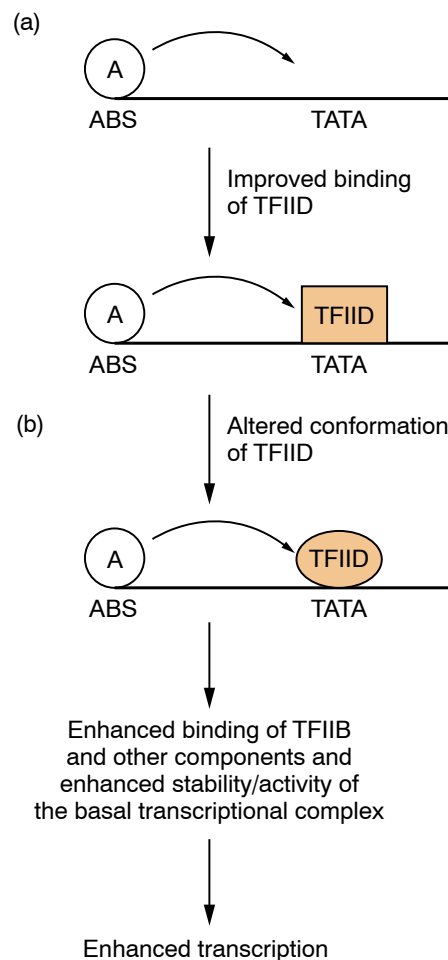 (a)
A
ABS
TATA
Improved binding
of TFIID
A
TFIID
ABS
TATA
(b)
Altered conformation
of TFIID
A
TFIID
ABS
TATA
Enhanced binding of TFIIB
and other components and
enhanced stability/activity of
the basal transcriptional complex
Enhanced transcription